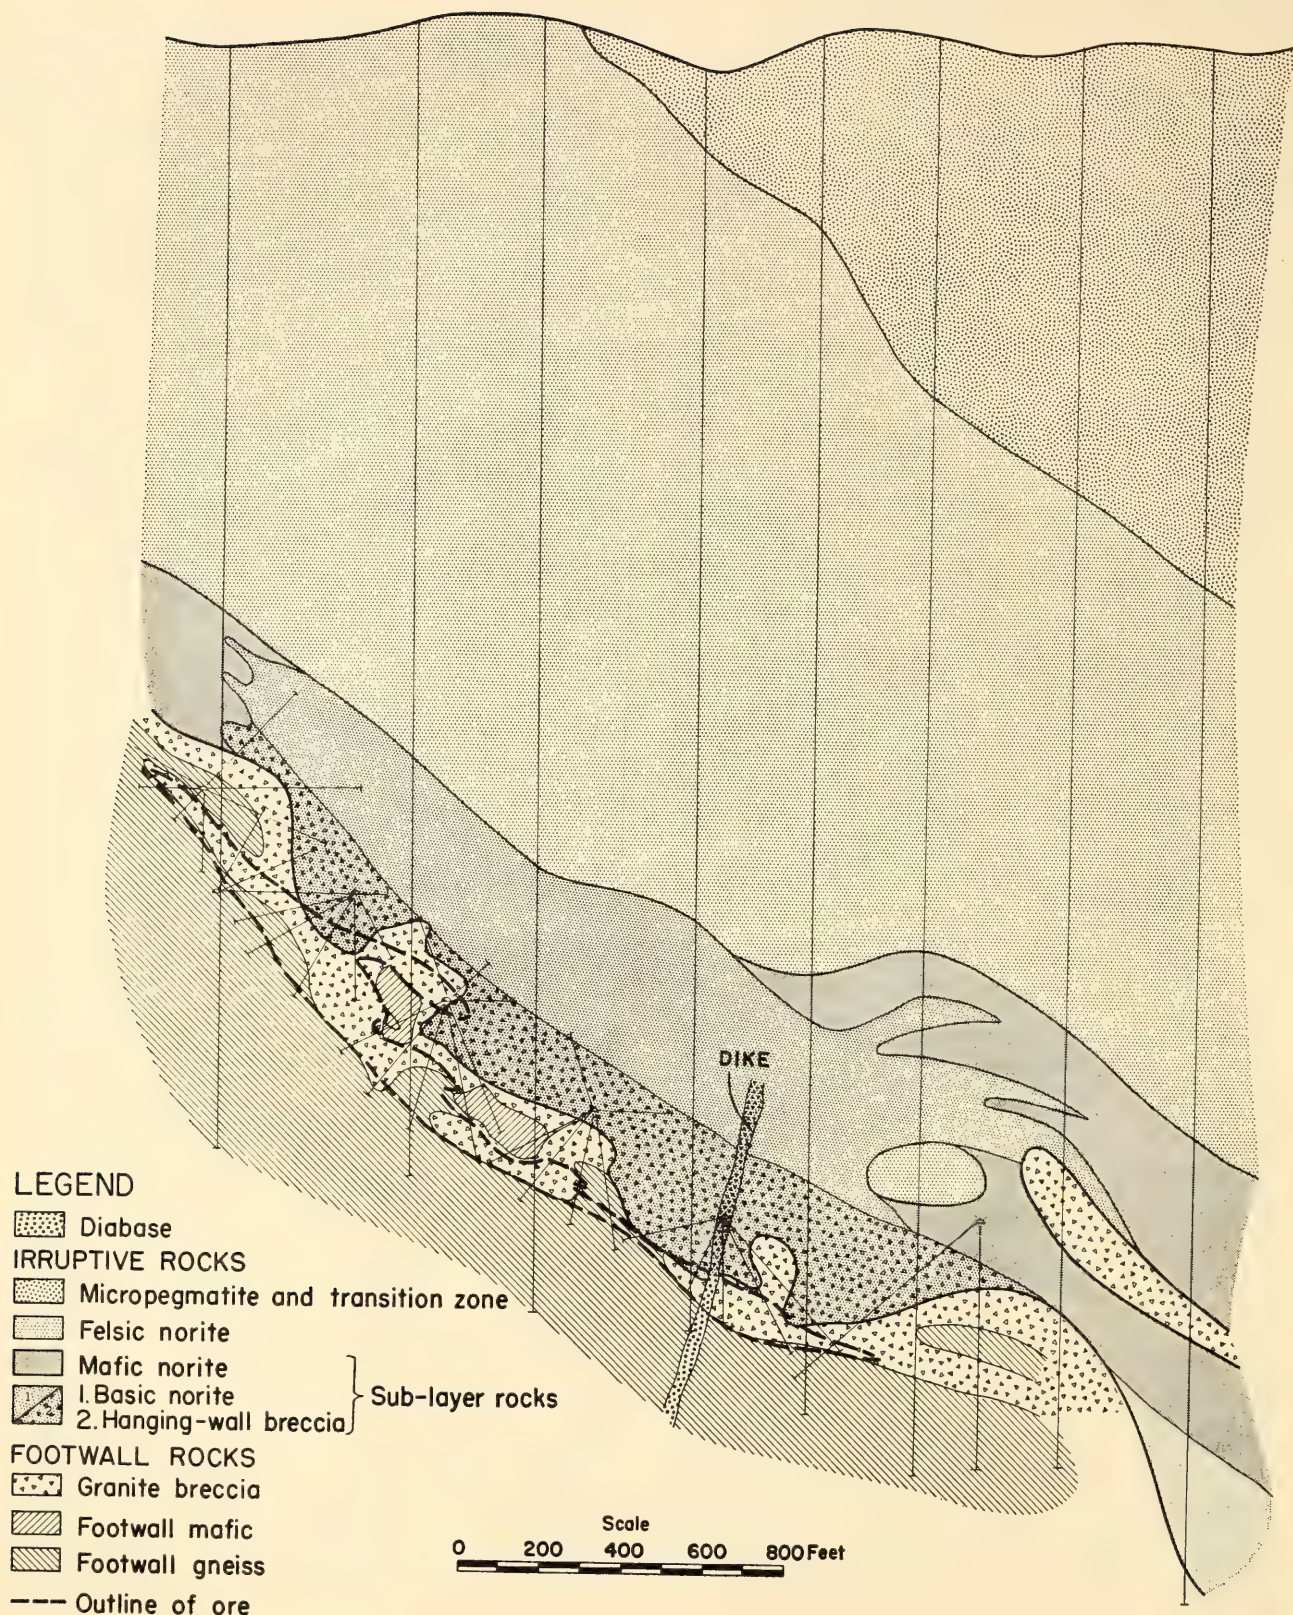 DIKE
LEGEND
Diabase
IRRUPTIVE ROCKS
Micropegmatite and transition zone
Felsic norite
Mafic norite
1. Basic norite
2. Hanging-wall breccia
Sub-layer rocks
FOOTWALL ROCKS
Granite breccia
Footwall mafic
Footwall gneiss
Outline of ore
Scale
0 200 400 600 800 Feet